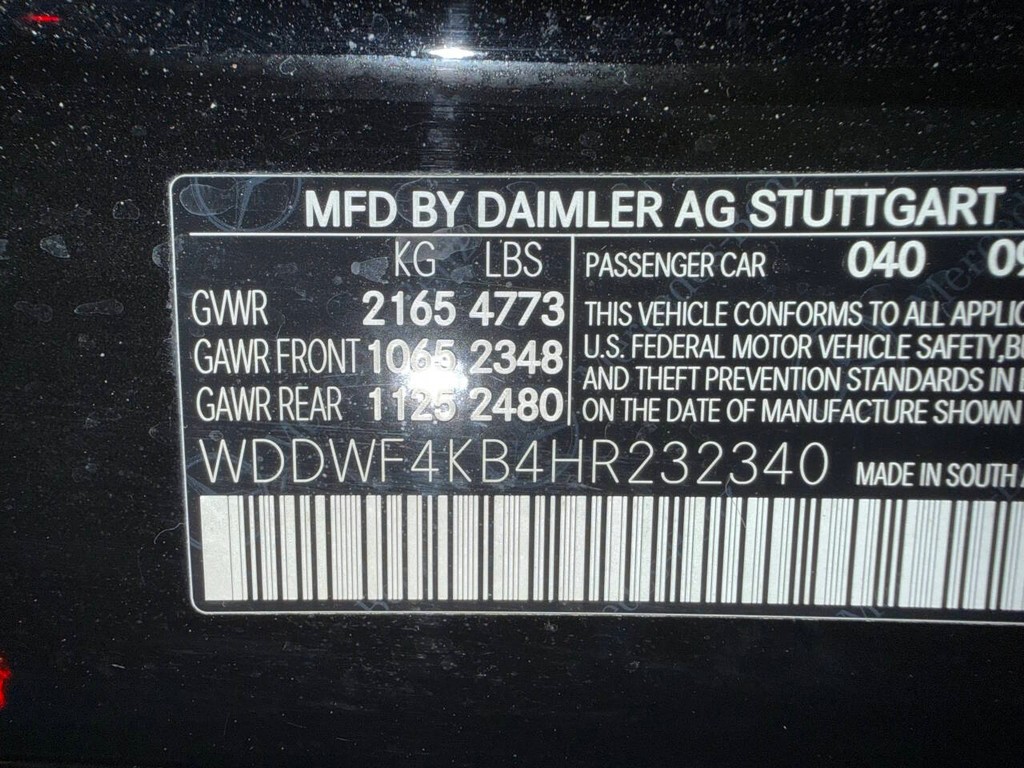 MFD BY DAIMLER AG STUTTGART
KG LBS
GVWR 2165 4773
GAWR FRONT 1065 2348
GAWR REAR 1125 2480
PASSENGER CAR 040 09
THIS VEHICLE CONFORMS TO ALL APPLIC
U.S. FEDERAL MOTOR VEHICLE SAFETY, B
AND THEFT PREVENTION STANDARDS IN
ON THE DATE OF MANUFACTURE SHOWN
WDDWF4KB4HR232340 MADE IN SOUTH A